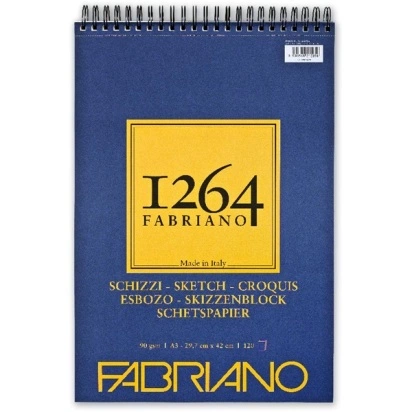 1264
FABRIANO
Made in Italy
SCHIZZI - SKETCH - CROQUIS
ESBOZO - SKIZZENBLOCK
SCHETSPAPIER
90 gsm | A3 - 29,7 cm x 42 cm | 120
FABRIANO